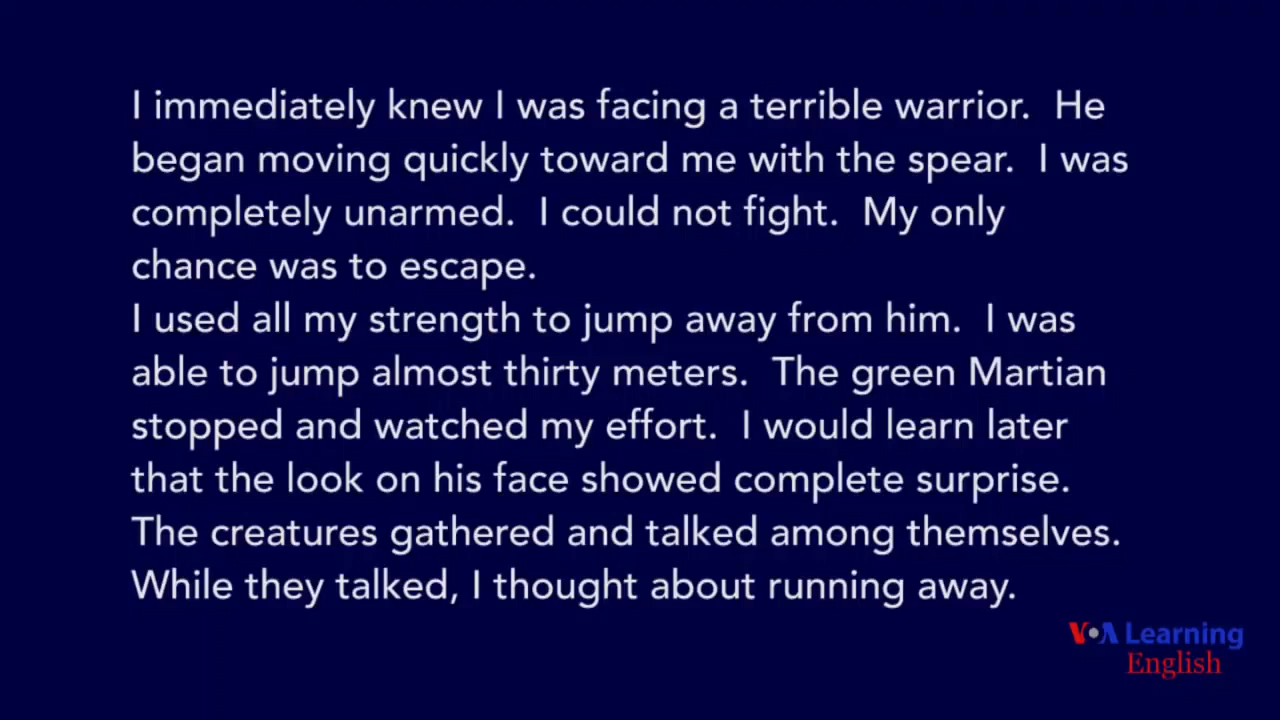 I immediately knew I was facing a terrible warrior.  He
began moving quickly toward me with the spear.  I was
completely unarmed.  I could not fight.  My only
chance was to escape.
I used all my strength to jump away from him.  I was
able to jump almost thirty meters.  The green Martian
stopped and watched my effort.  I would learn later
that the look on his face showed complete surprise.
The creatures gathered and talked among themselves.
While they talked, I thought about running away.
VOA Learning
English